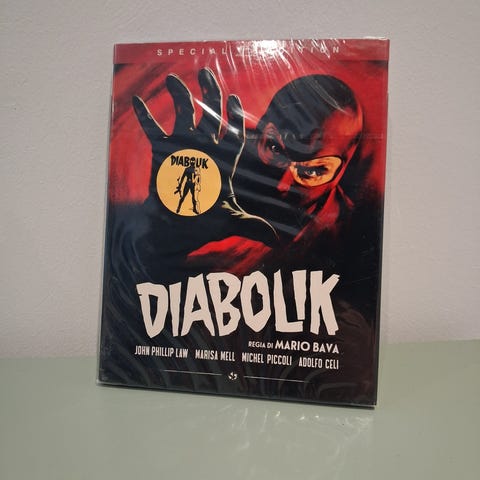 SPECIAL EDITION
DIABOLIK
DIABOLIK
REGIA DI MARIO BAVA
JOHN PHILLIP LAW MARISA MELL MICHEL PICCOLI ADOLFO CELI